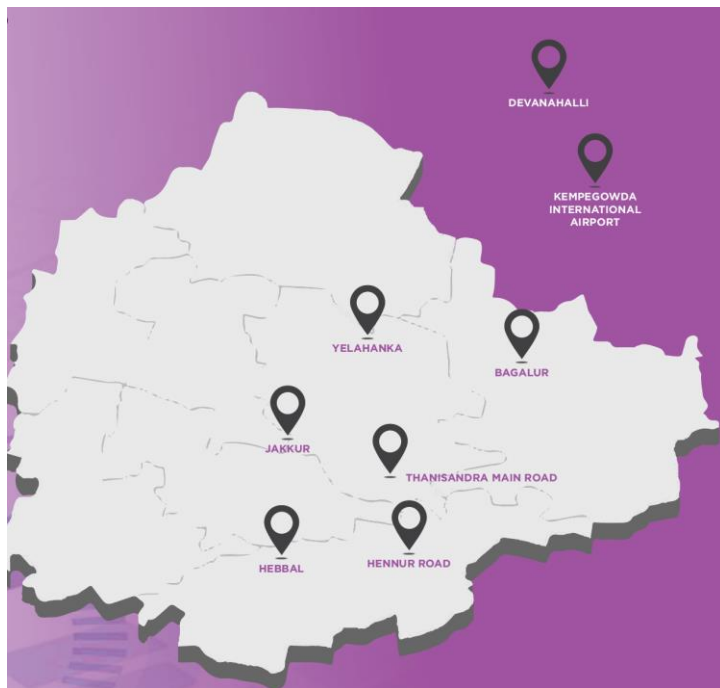 DEVANAHALLI
KEMPEGOWDA
INTERNATIONAL
AIRPORT
YELAHANKA
BAGALUR
JAKKUR
THANISANDRA MAIN ROAD
HEBBAL
HENNUR ROAD